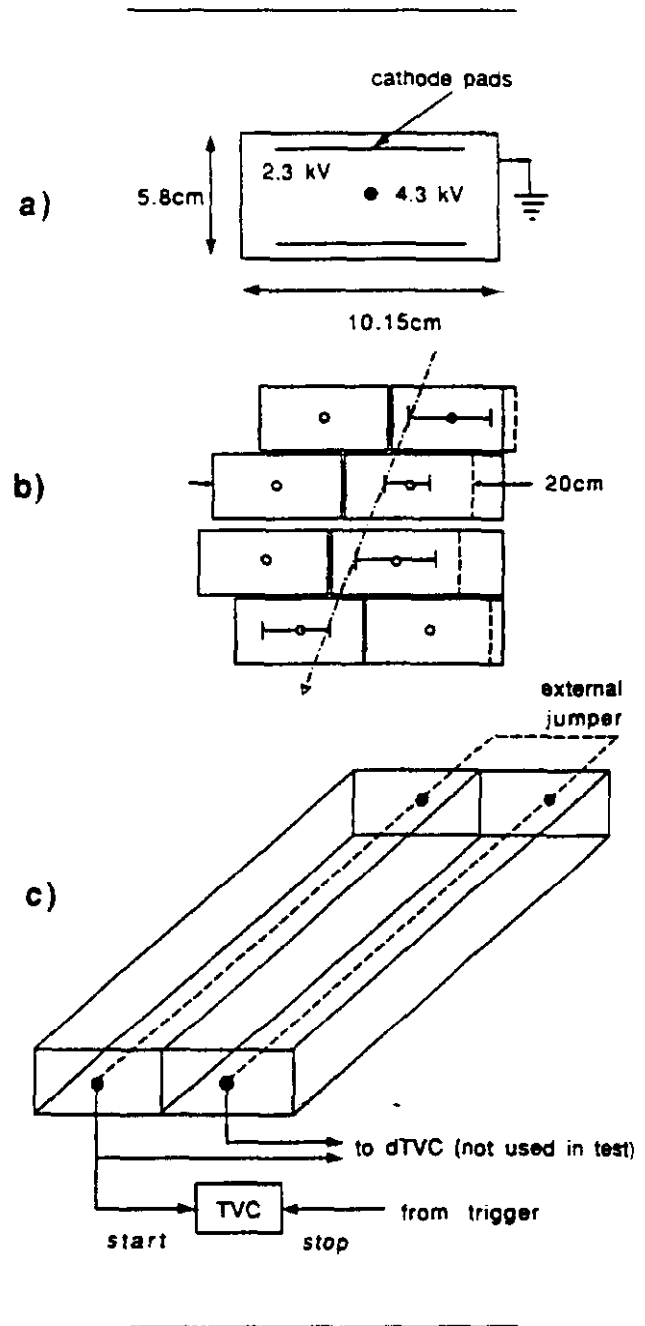 cathode pads
a)
5.8cm
2.3 kV
4.3 kV
10.15cm
b)
20cm
external
jumper
c)
to dTVC (not used in test)
TVC
from trigger
start
stop